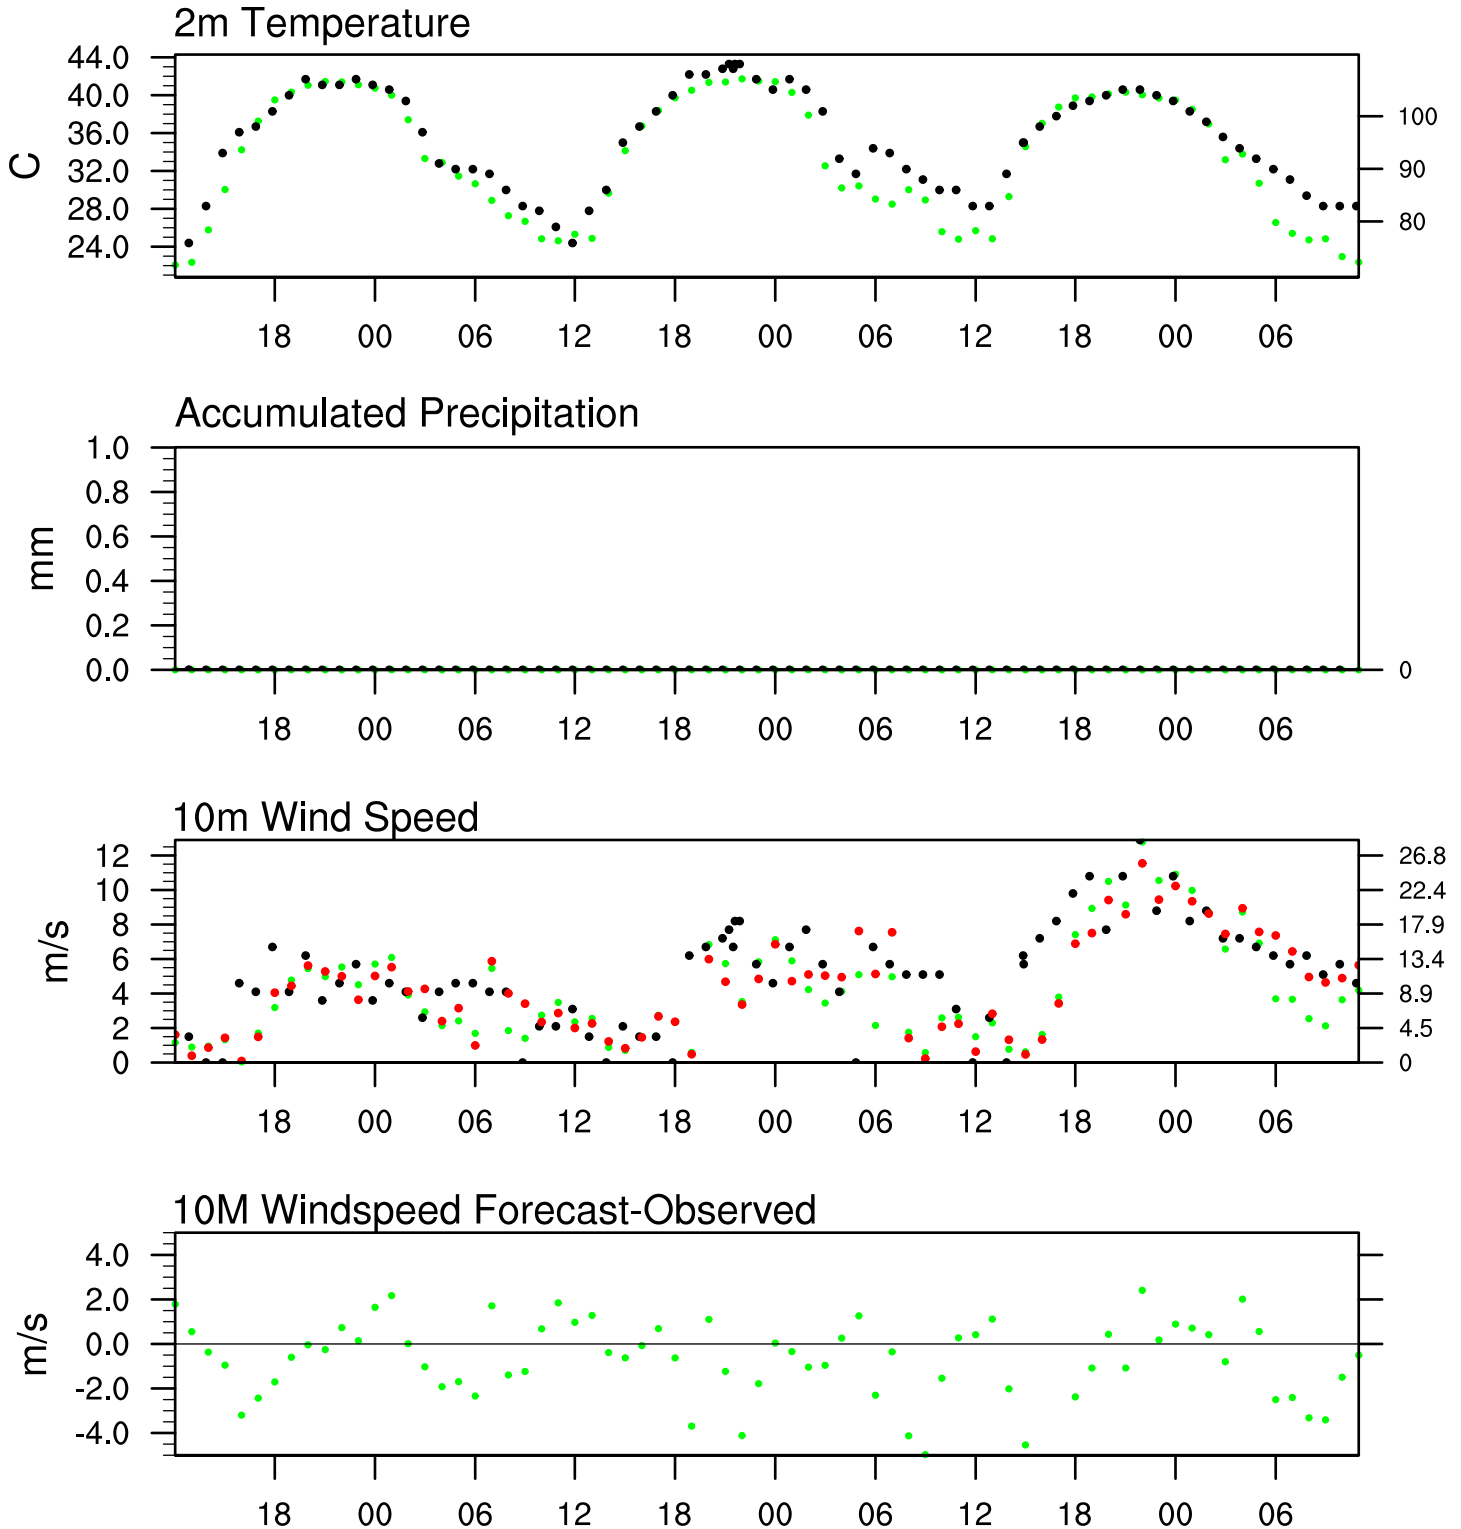 2m Temperature
44.0
40.0
36.0
32.0
28.0
24.0
C
100
90
80
18 00 06 12 18 00 06 12 18 00 06
Accumulated Precipitation
1.0
0.8
0.6
0.4
0.2
0.0
mm
0
18 00 06 12 18 00 06 12 18 00 06
10m Wind Speed
12
10
8
6
4
2
0
m/s
26.8
22.4
17.9
13.4
8.9
4.5
0
18 00 06 12 18 00 06 12 18 00 06
10M Windspeed Forecast-Observed
4.0
2.0
0.0
-2.0
-4.0
m/s
18 00 06 12 18 00 06 12 18 00 06